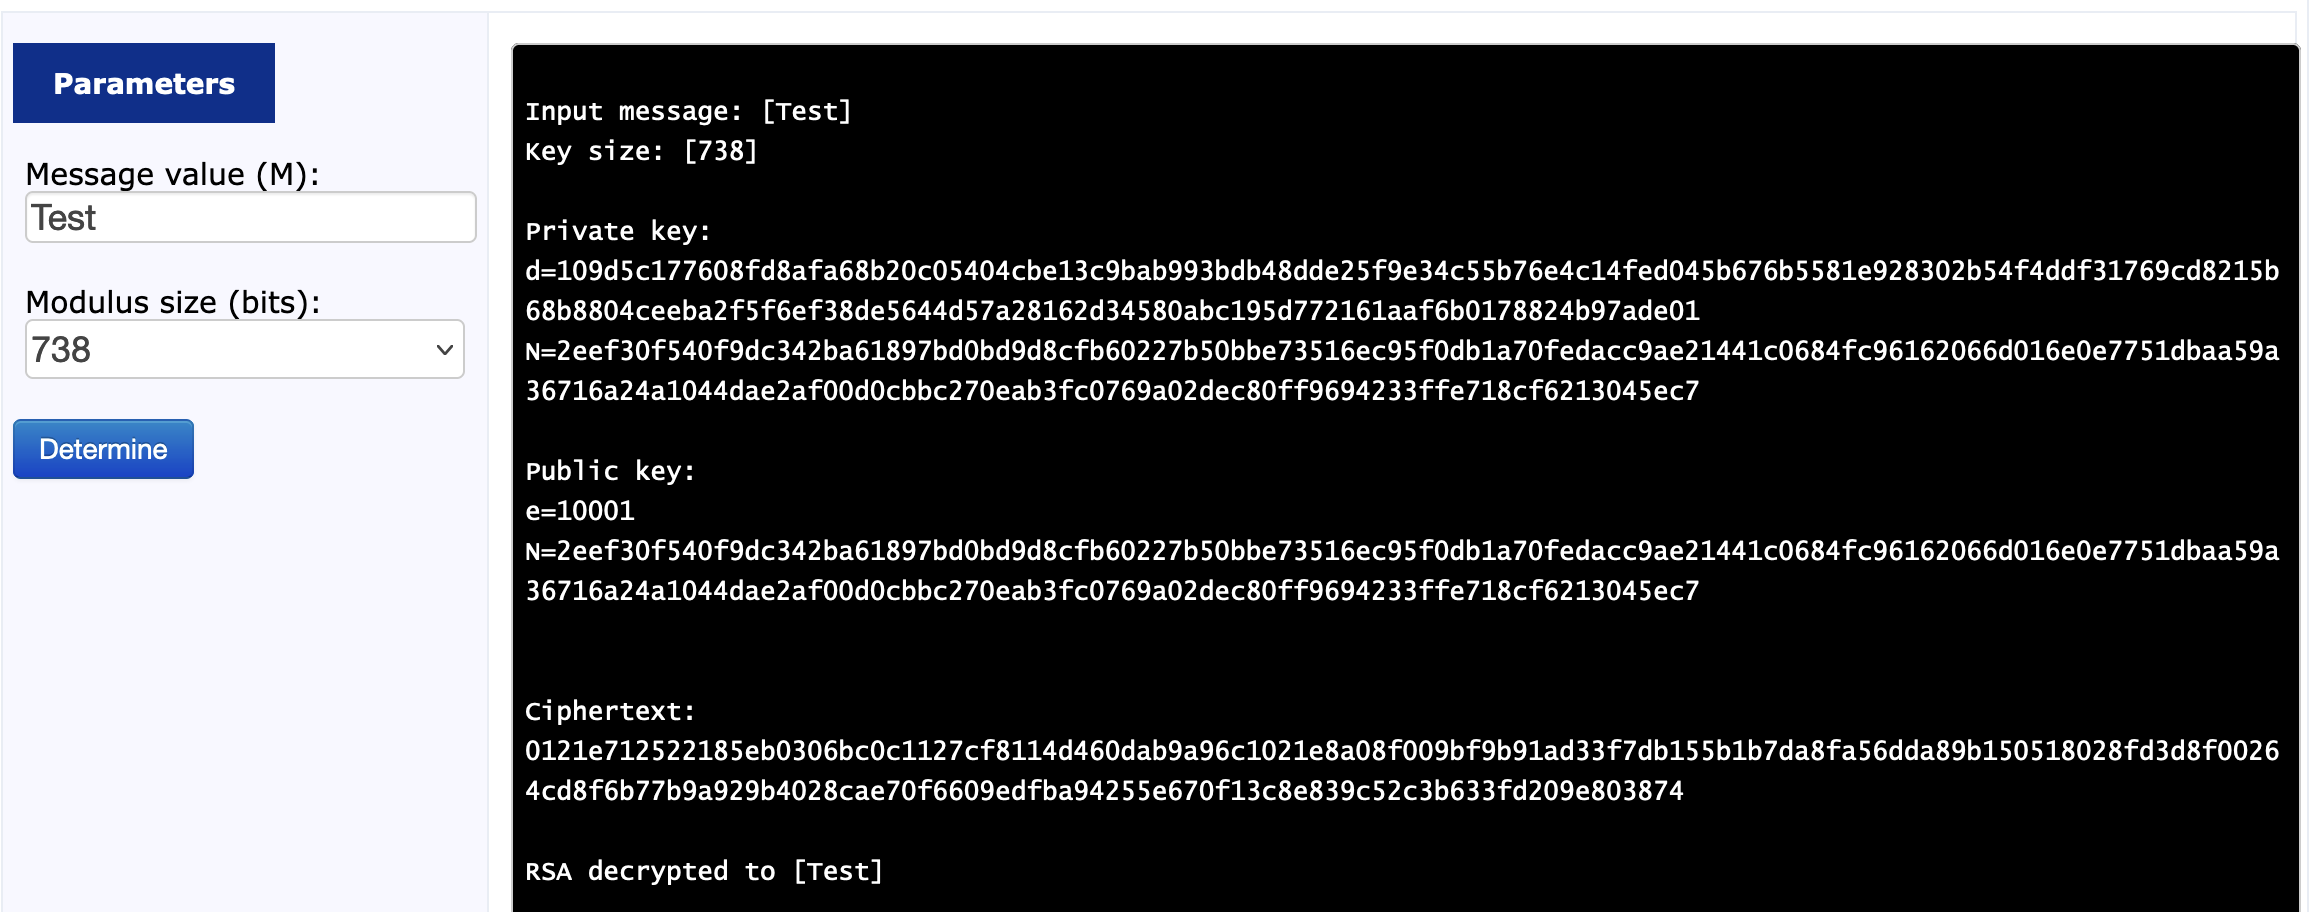 Parameters
Message value (M):
Test
Modulus size (bits):
738
Determine
Input message: [Test]
Key size: [738]
Private key:
d=109d5c177608fd8afa68b20c05404cbe13c9bab993bdb48dde25f9e34c55b76e4c14fed045b676b5581e928302b54f4ddf31769cd8215b
68b8804ceeba2f5f6ef38de5644d57a28162d34580abc195d772161aaf6b0178824b97ade01
N=2eef30f540f9dc342ba61897bd0bd9d8cfb60227b50bbe73516ec95f0db1a70fedacc9ae21441c0684fc96162066d016e0e7751dbaa59a
36716a24a1044dae2af00d0cbbc270eab3fc0769a02dec80ff9694233ffe718cf6213045ec7
Public key:
e=10001
N=2eef30f540f9dc342ba61897bd0bd9d8cfb60227b50bbe73516ec95f0db1a70fedacc9ae21441c0684fc96162066d016e0e7751dbaa59a
36716a24a1044dae2af00d0cbbc270eab3fc0769a02dec80ff9694233ffe718cf6213045ec7
Ciphertext:
0121e712522185eb0306bc0c1127cf8114d460dab9a96c1021e8a08f009bf9b91ad33f7db155b1b7da8fa56dda89b150518028fd3d8f0026
4cd8f6b77b9a929b4028cae70f6609edfba94255e670f13c8e839c52c3b633fd209e803874
RSA decrypted to [Test]